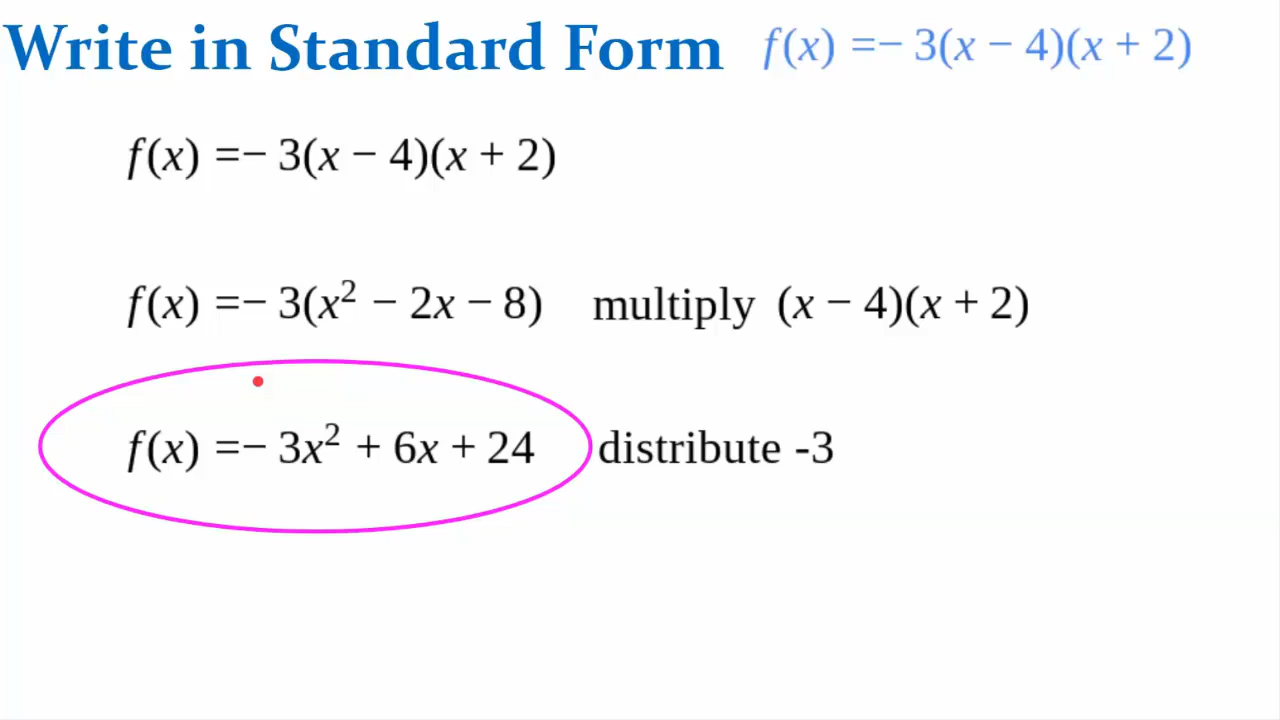 Write in Standard Form f(x) =− 3(x − 4)(x + 2)
f(x) =− 3(x − 4)(x + 2)
f(x) =− 3(x² − 2x − 8) multiply (x − 4)(x + 2)
f(x) =− 3x² + 6x + 24 distribute -3